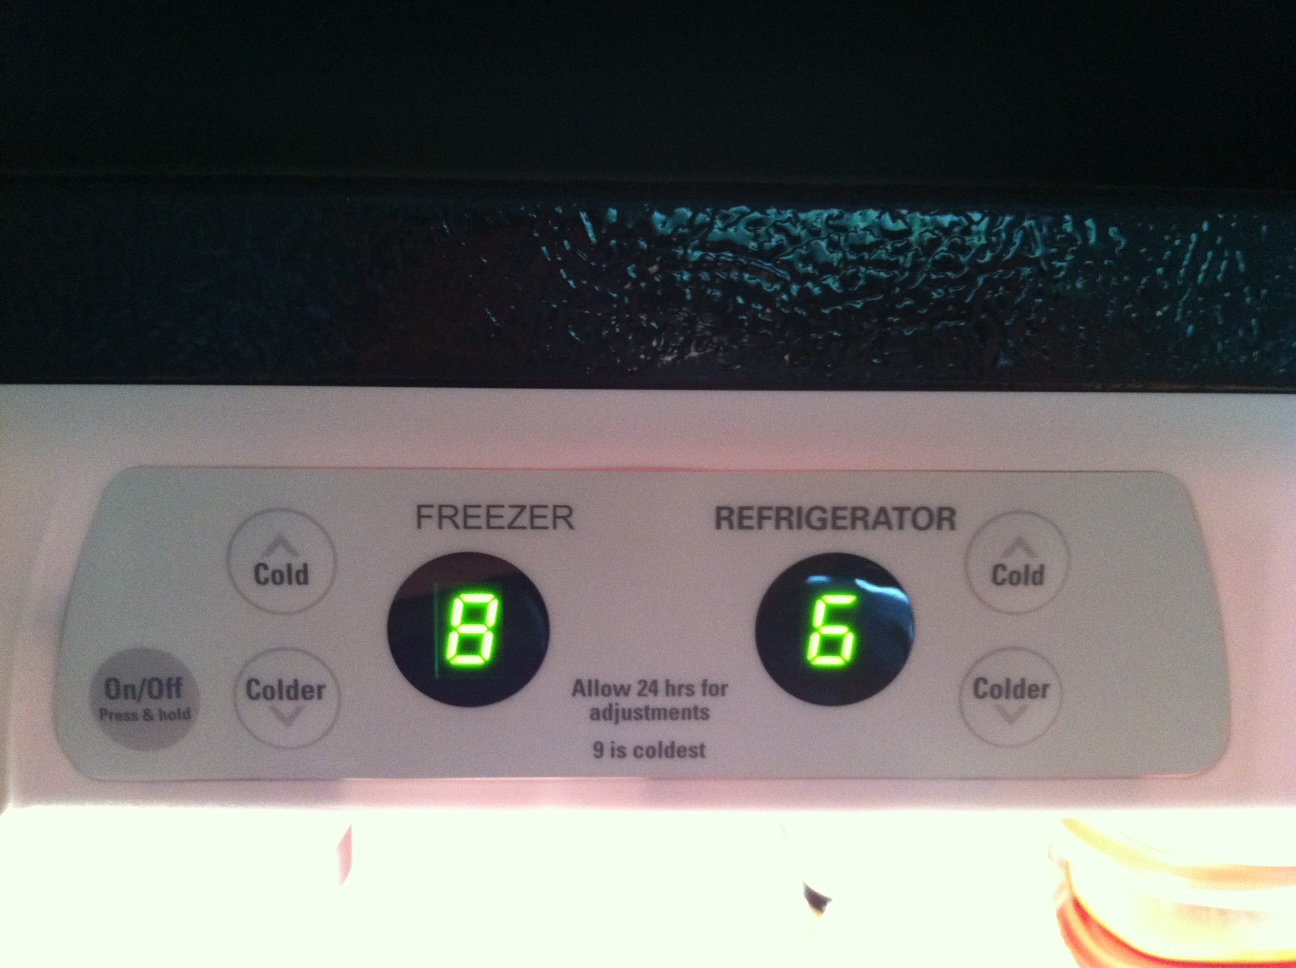 FREEZER
REFRIGERATOR
Cold
8
6
Cold
On/Off
Press & hold
Colder
Allow 24 hrs for
adjustments
9 is coldest
Colder